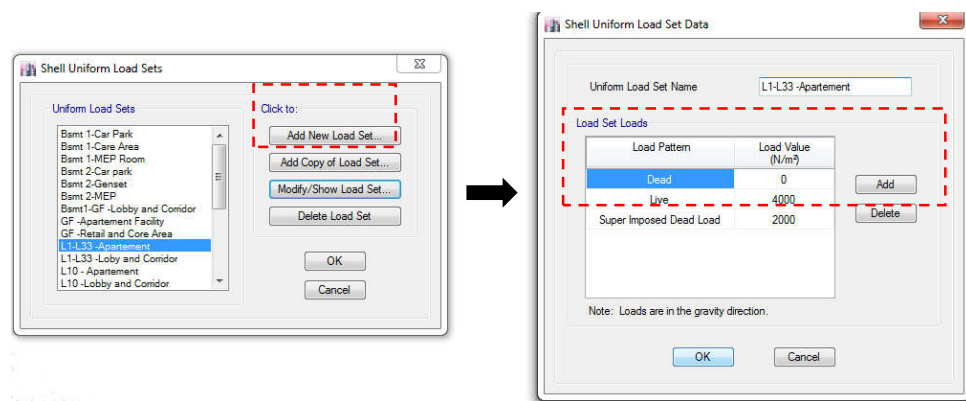 Shell Uniform Load Sets
Uniform Load Sets
Bsmt 1-Car Park
Bsmt 1-Care Area
Bsmt 1-MEP Room
Bsmt 2-Car park
Bsmt 2-Genset
Bsmt 2-MEP
Bsmt1-GF -Lobby and Corridor
GF -Apartement Facility
GF -Retail and Core Area
L1-L33 -Apartement
L1-L33 -Loby and Corridor
L10 - Apartement
L10 -Lobby and Corridor
Click to:
Add New Load Set...
Add Copy of Load Set...
Modify/Show Load Set...
Delete Load Set
OK
Cancel
Shell Uniform Load Set Data
Uniform Load Set Name
L1-L33 -Apartement
Load Set Loads
Load Pattern Load Value
(N/m²)
Dead 0
Live 4000
Super Imposed Dead Load 2000
Add
Delete
Note: Loads are in the gravity direction.
OK
Cancel